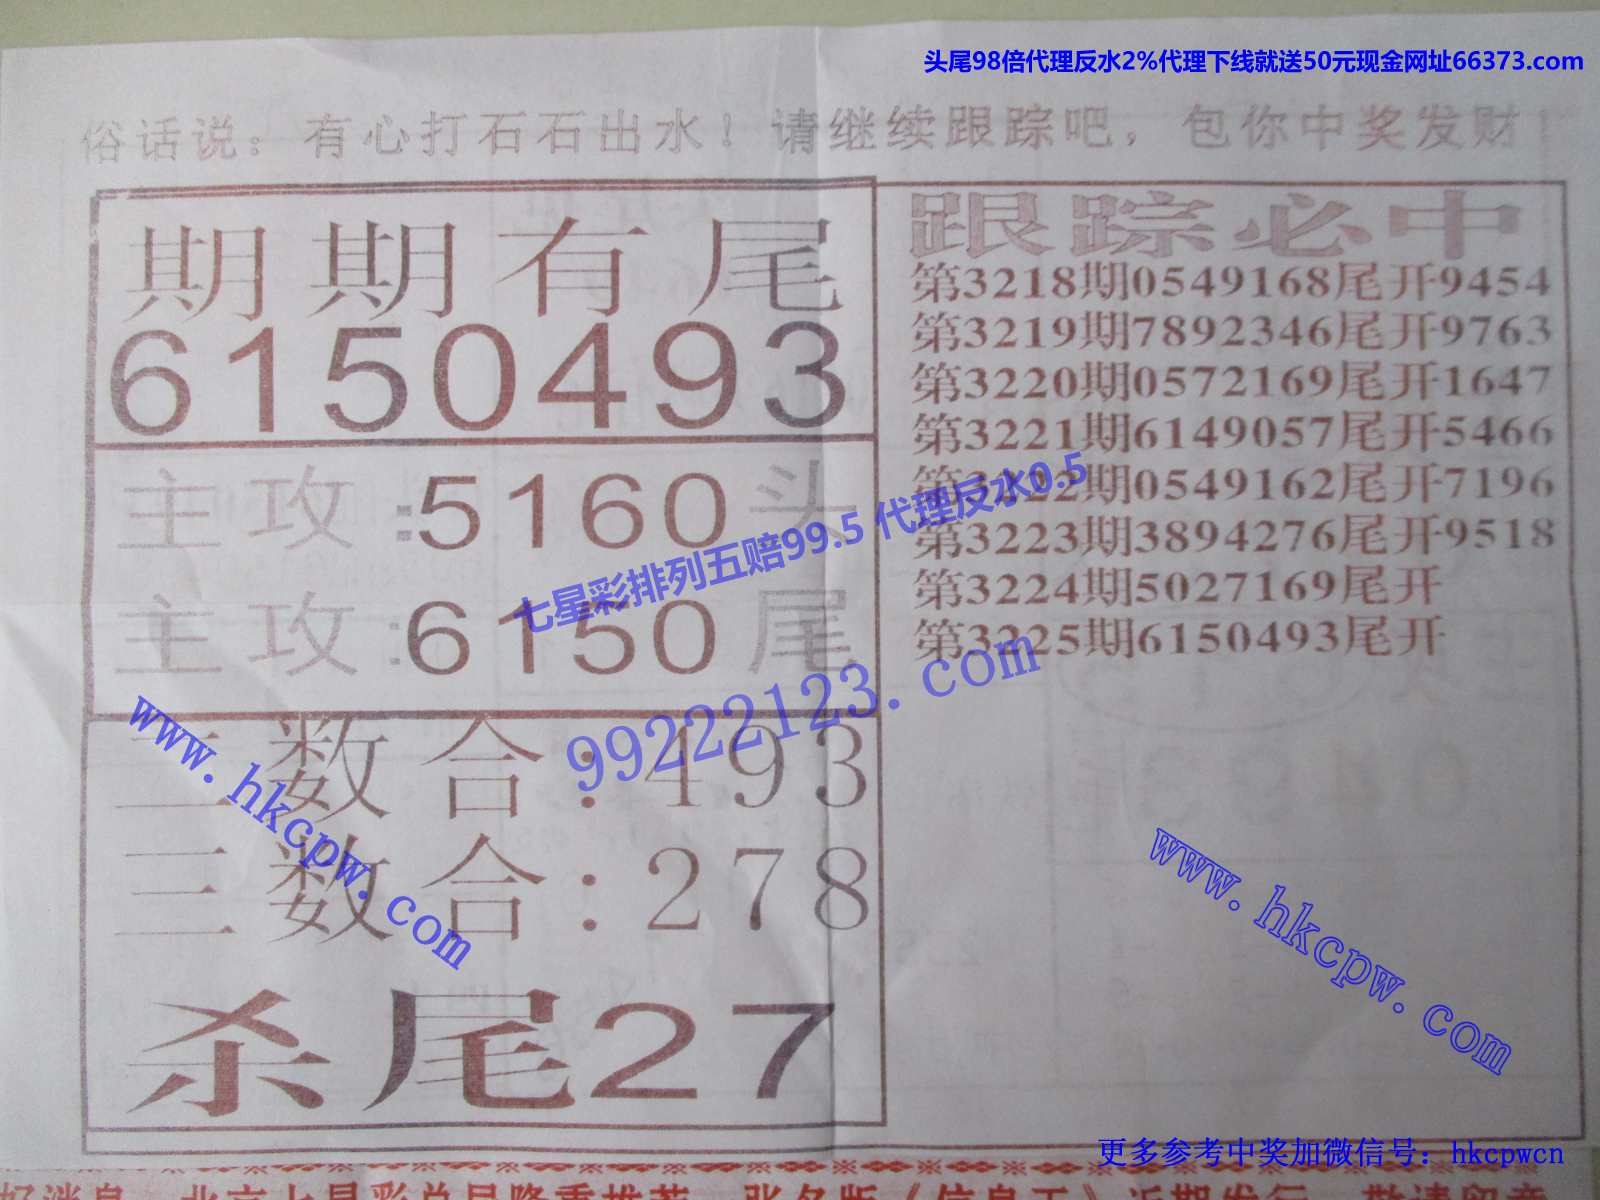 头尾98倍代理反水2%代理下线就送50元现金网址66373.com
俗话说：有心打石石出水！请继续跟踪吧，包你中奖发财！
期期有尾
6150493
主攻:5160头
主攻:6150尾
二数合:493
三数合:278
杀尾27
跟踪必中
第3218期0549168尾开9454
第3219期7892346尾开9763
第3220期0572169尾开1647
第3221期6149057尾开5466
第3222期0549162尾开7196
第3223期3894276尾开9518
第3224期5027169尾开
第3225期6150493尾开
七星彩排列五赔99.5 代理反水0.5
99222123.com
www.hkcpw.com
www.hkcpw.com
更多参考中奖加微信号：hkcpwcn